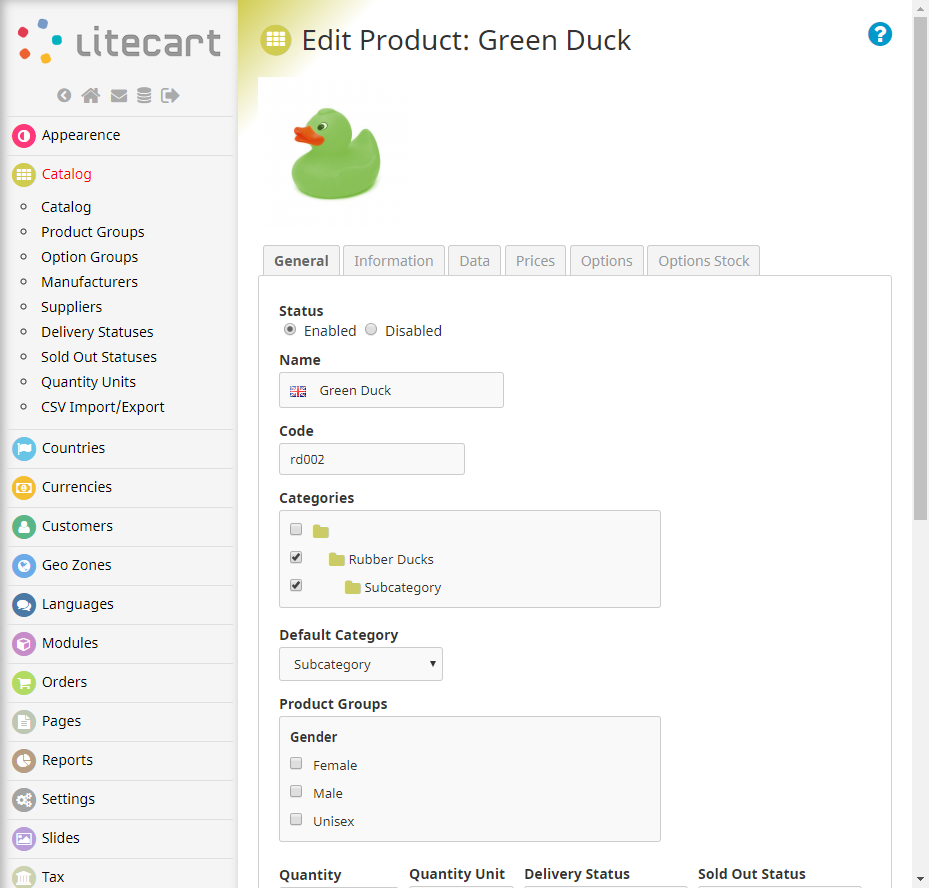 litecart
Appearence
Catalog
Catalog
Product Groups
Option Groups
Manufacturers
Suppliers
Delivery Statuses
Sold Out Statuses
Quantity Units
CSV Import/Export
Countries
Currencies
Customers
Geo Zones
Languages
Modules
Orders
Pages
Reports
Settings
Slides
Tax
Edit Product: Green Duck
?
General Information Data Prices Options Options Stock
Status
Enabled Disabled
Name
Green Duck
Code
rd002
Categories
Rubber Ducks
Subcategory
Default Category
Subcategory
Product Groups
Gender
Female
Male
Unisex
Quantity Quantity Unit Delivery Status Sold Out Status